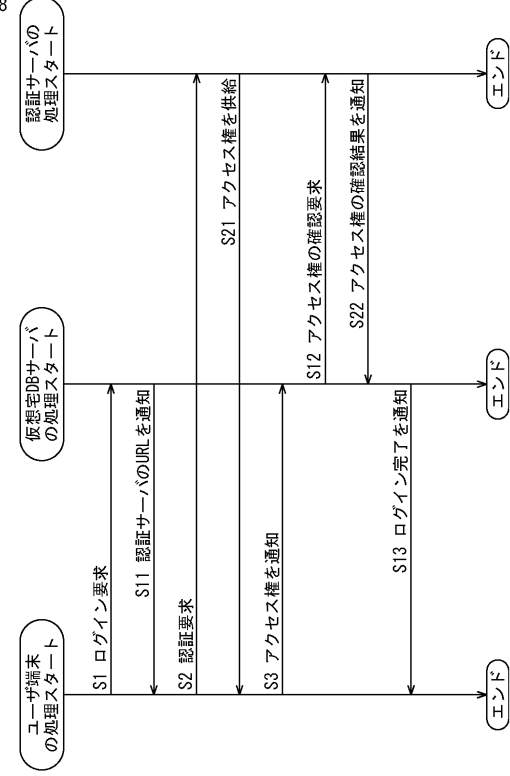 8
ユーザ端末
の処理スタート
仮想宅DBサーバ
の処理スタート
認証サーバの
処理スタート
S1 ログイン要求
S11 認証サーバのURLを通知
S2 認証要求
S21 アクセス権を供給
S3 アクセス権を通知
S12 アクセス権の確認要求
S22 アクセス権の確認結果を通知
S13 ログイン完了を通知
エンド
エンド
エンド